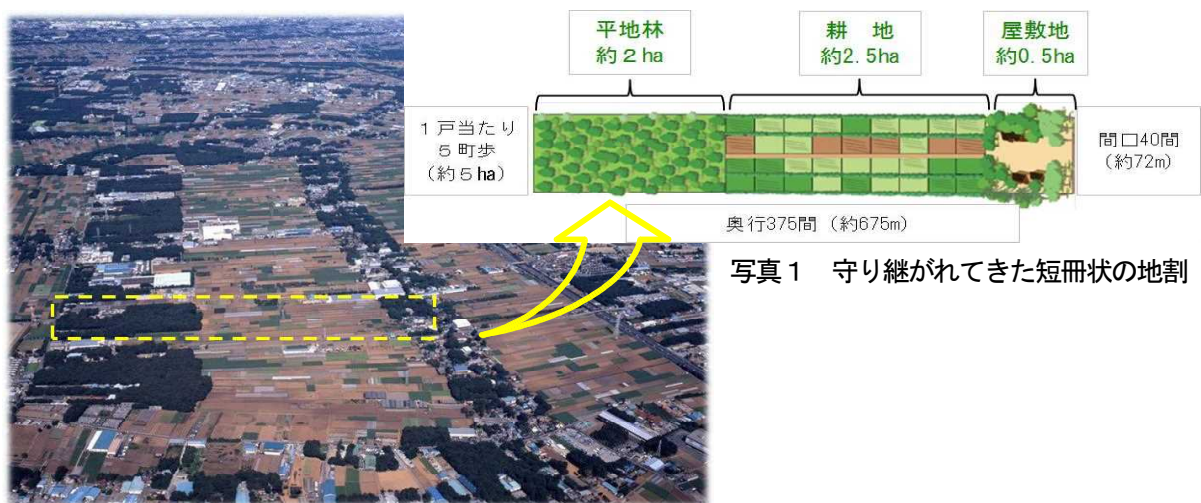 平地林
約２ha
耕　地
約2.5ha
屋敷地
約0.5ha
１戸当たり
５町歩
（約５ha）
間口40間
（約72m）
奥行375間（約675m）
写真１　守り継がれてきた短冊状の地割